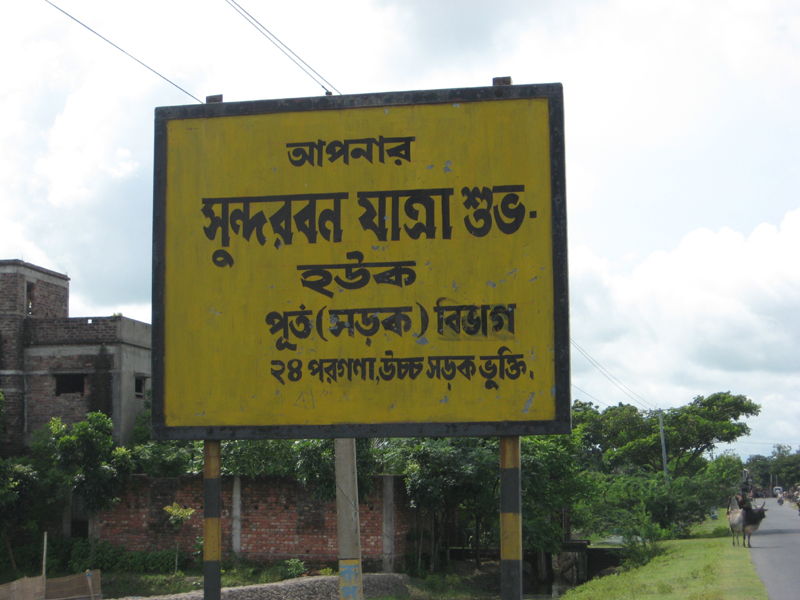 আপনার
সুন্দরবন যাত্রা শুভ.
হউক
পূর্ত (সড়ক) বিভাগ
২৪ পরগণা, উচ্চ সড়ক ভুক্তি.